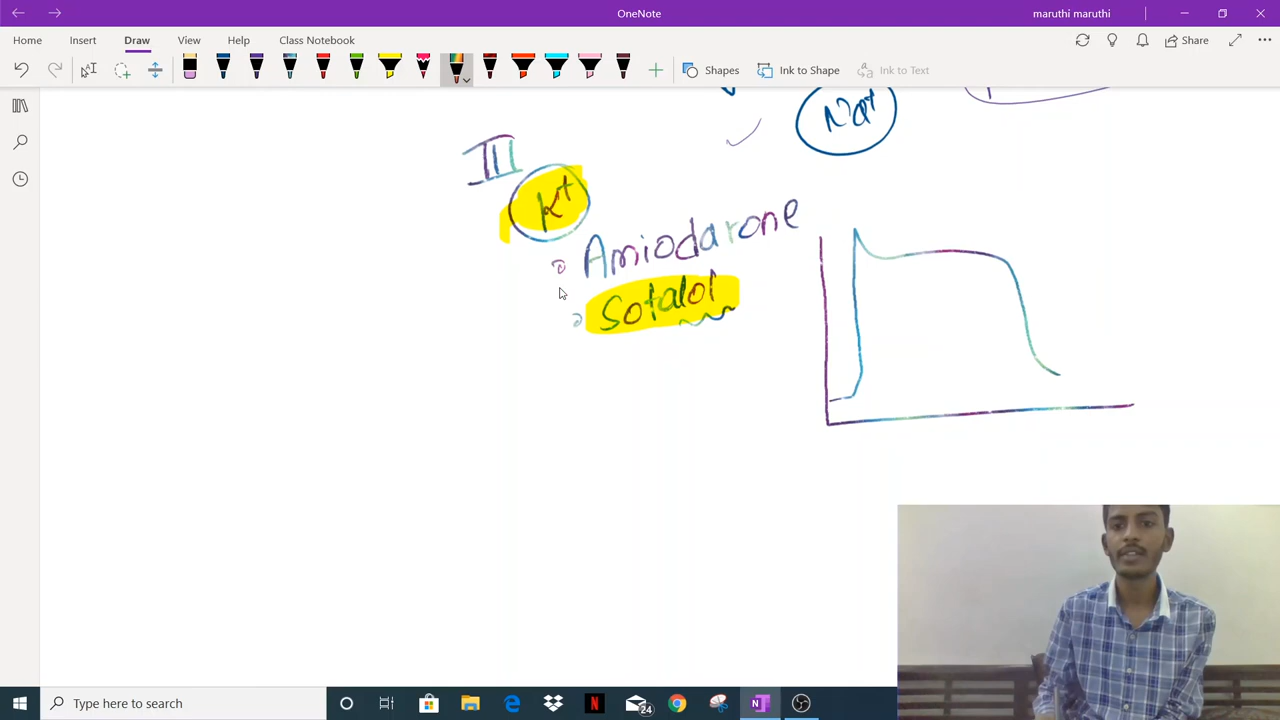 OneNote
maruthi maruthi
Home
Insert
Draw
View
Help
Class Notebook
Share
Shapes
Ink to Shape
Ink to Text
Na+
III
K+
Amiodarone
Sotalol
Type here to search
24